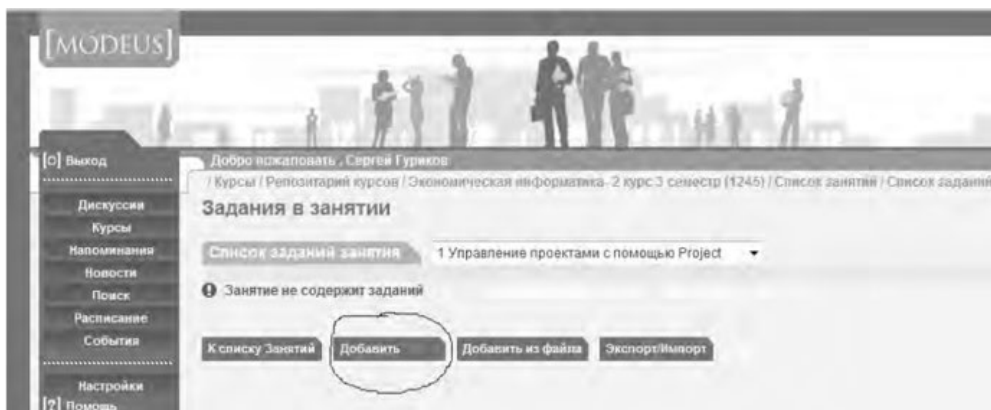 [MODEUS]
[O] Выход
Добро пожаловать , Сергей Гуриков
/ Курсы / Репозитарий курсов / Экономическая информатика- 2 курс 3 семестр (1245) / Список занятий / Список заданий
Дискуссии
Курсы
Напоминания
Новости
Поиск
Расписание
События
Настройки
[?] Помощь
Задания в занятии
Список заданий занятия
1 Управление проектами с помощью Project
Занятие не содержит заданий
К списку Занятий
Добавить
Добавить из файла
Экспорт/Импорт